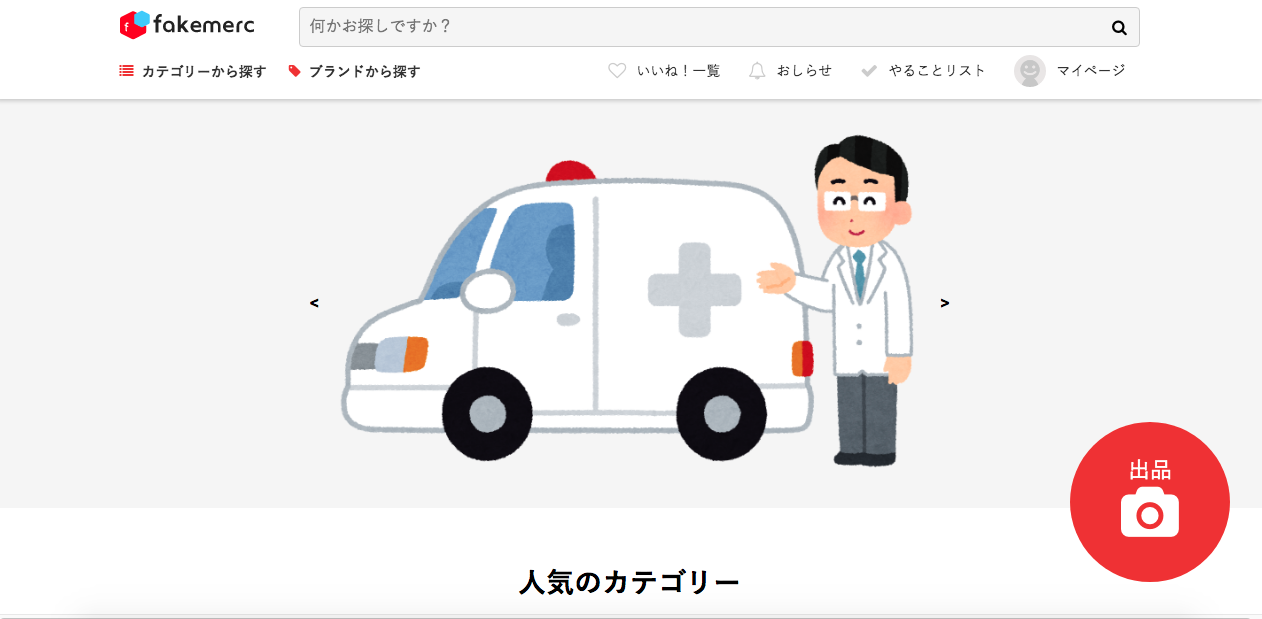 f fakemerc
何かお探しですか？
カテゴリーから探す ブランドから探す いいね！一覧 おしらせ やることリスト マイページ
< >
出品
人気のカテゴリー